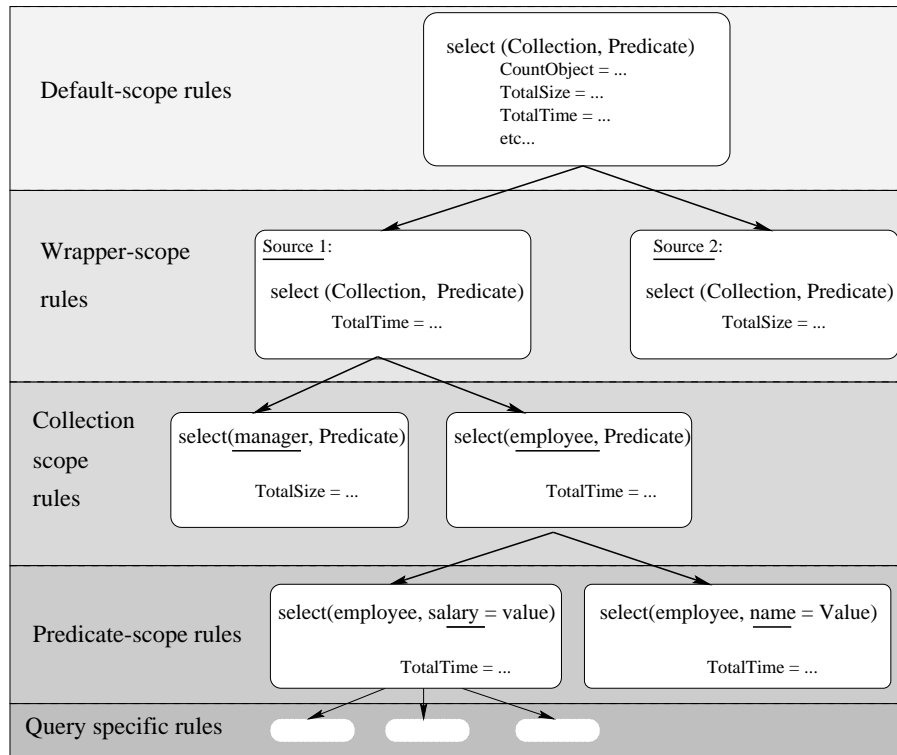 Default-scope rules
select (Collection, Predicate)
CountObject = ...
TotalSize = ...
TotalTime = ...
etc...
Wrapper-scope
rules
Source 1:
select (Collection, Predicate)
TotalTime = ...
Source 2:
select (Collection, Predicate)
TotalSize = ...
Collection
scope
rules
select(manager, Predicate)
TotalSize = ...
select(employee, Predicate)
TotalTime = ...
Predicate-scope rules
select(employee, salary = value)
TotalTime = ...
select(employee, name = Value)
TotalTime = ...
Query specific rules